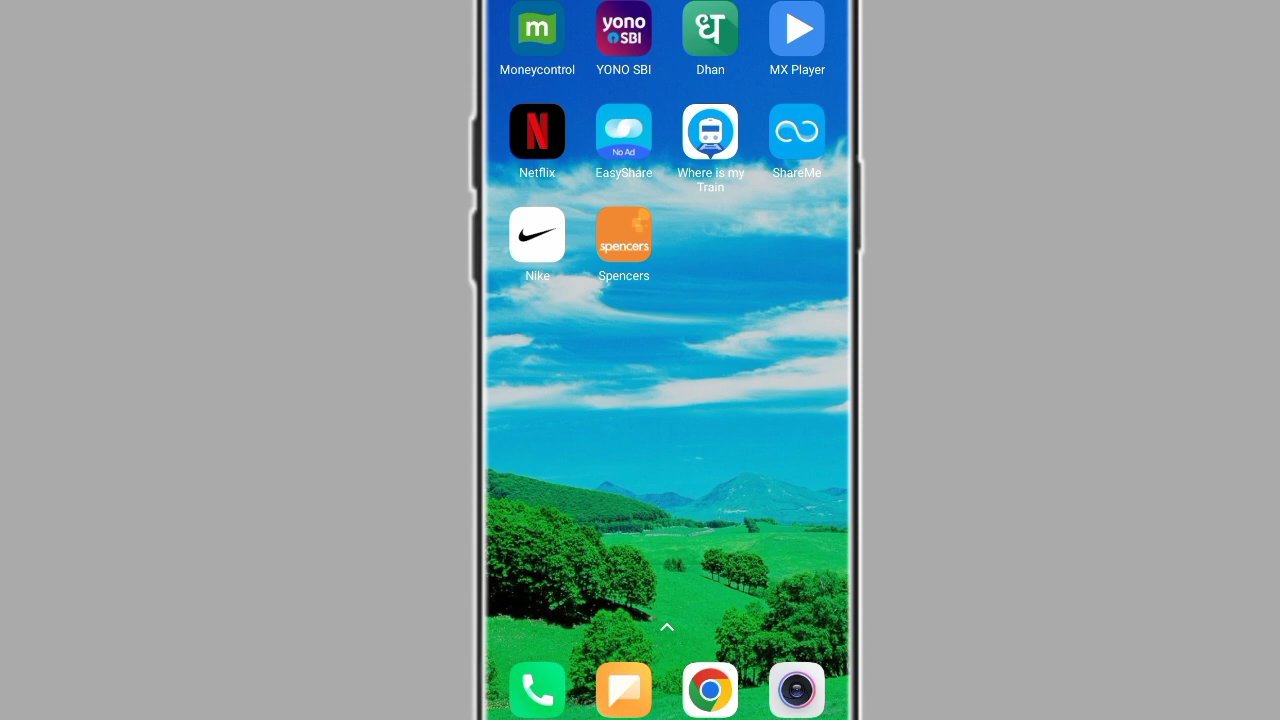 m
yono
SBI
ध
Moneycontrol
YONO SBI
Dhan
MX Player
N
No Ad
Netflix
EasyShare
Where is my
Train
ShareMe
spencers
Nike
Spencers